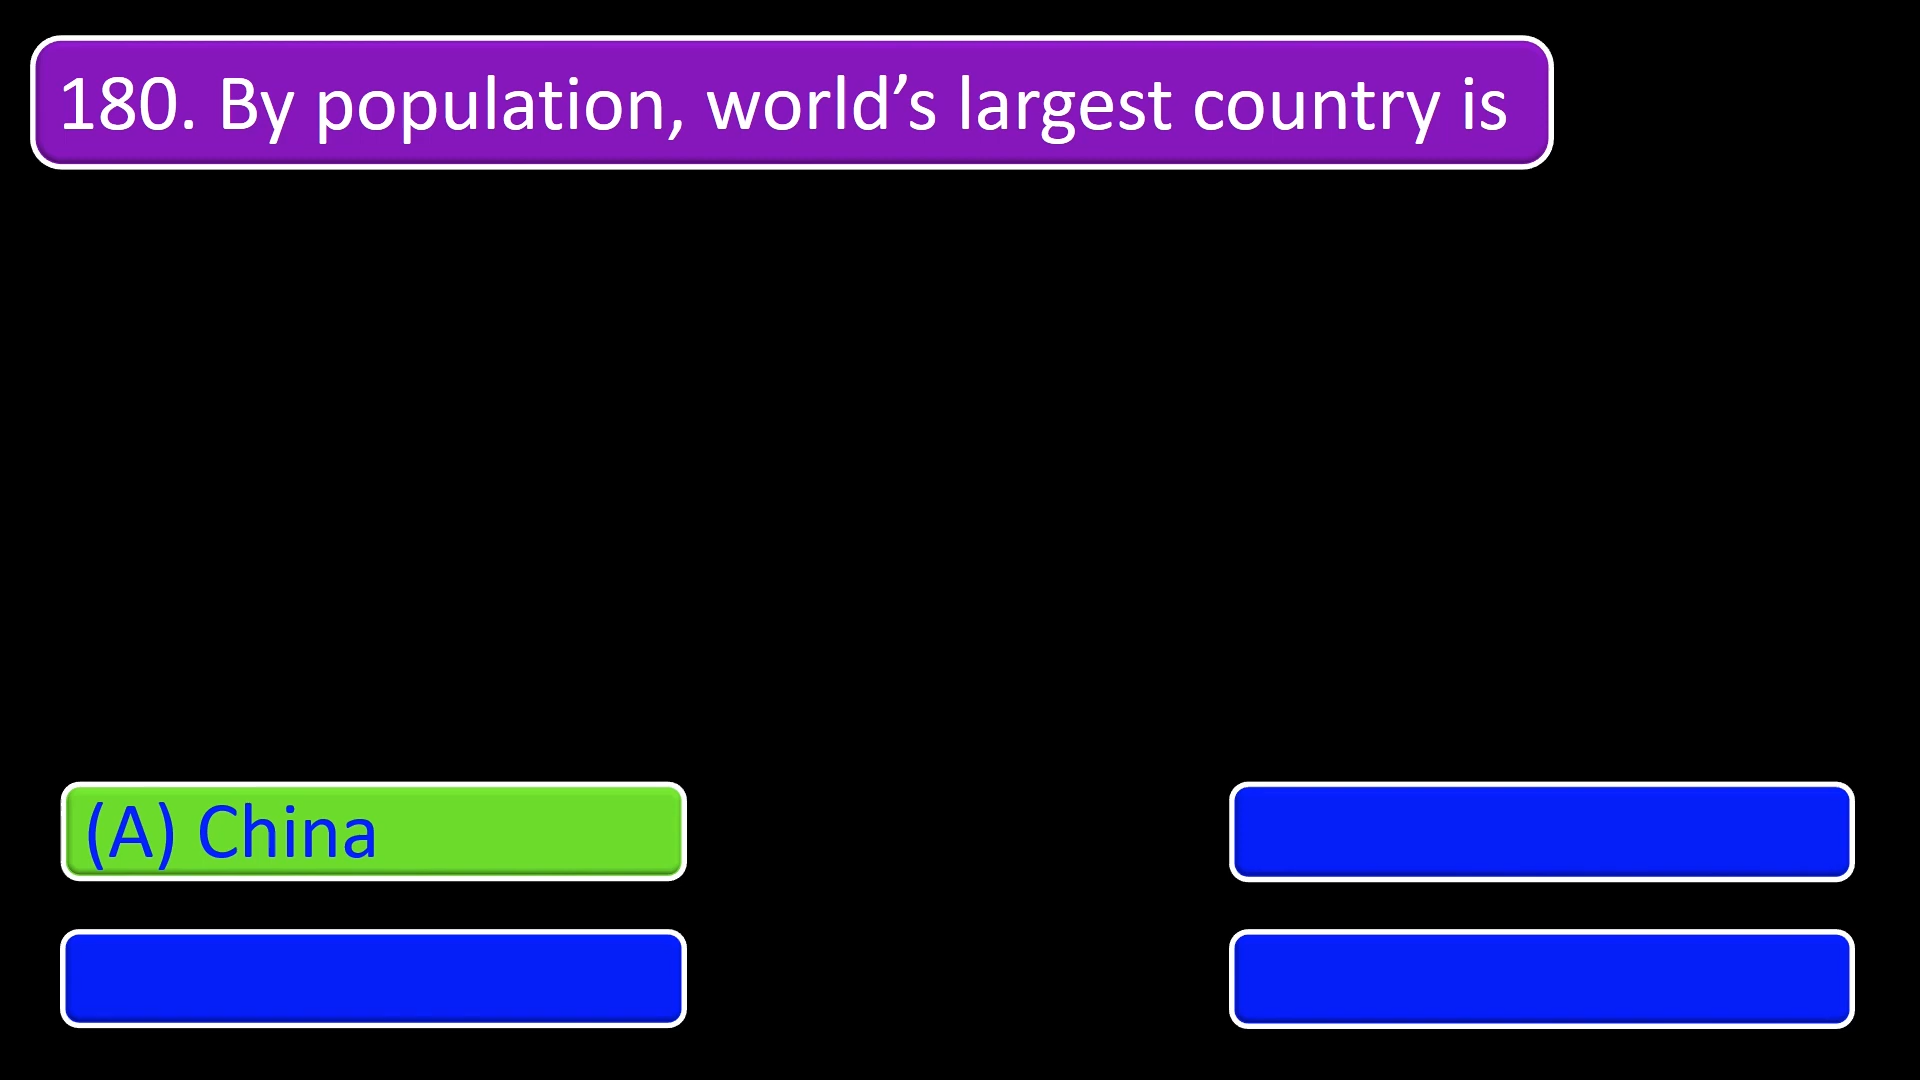 180. By population, world’s largest country is
(A) China